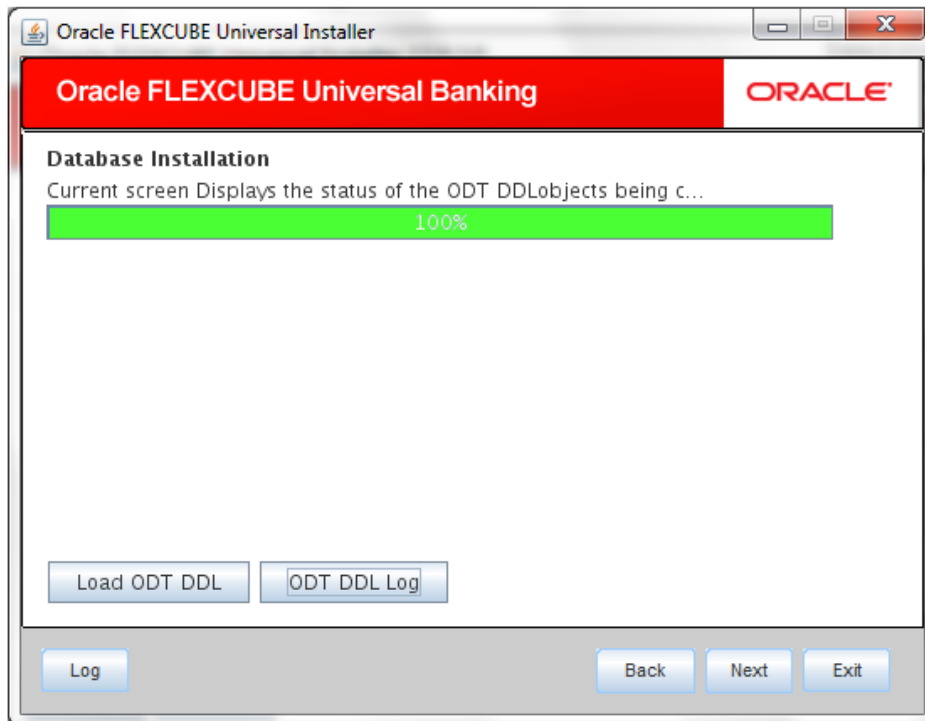 Oracle FLEXCUBE Universal Installer
Oracle FLEXCUBE Universal Banking
ORACLE
Database Installation
Current screen Displays the status of the ODT DDLobjects being c...
100%
Load ODT DDL
ODT DDL Log
Log
Back
Next
Exit